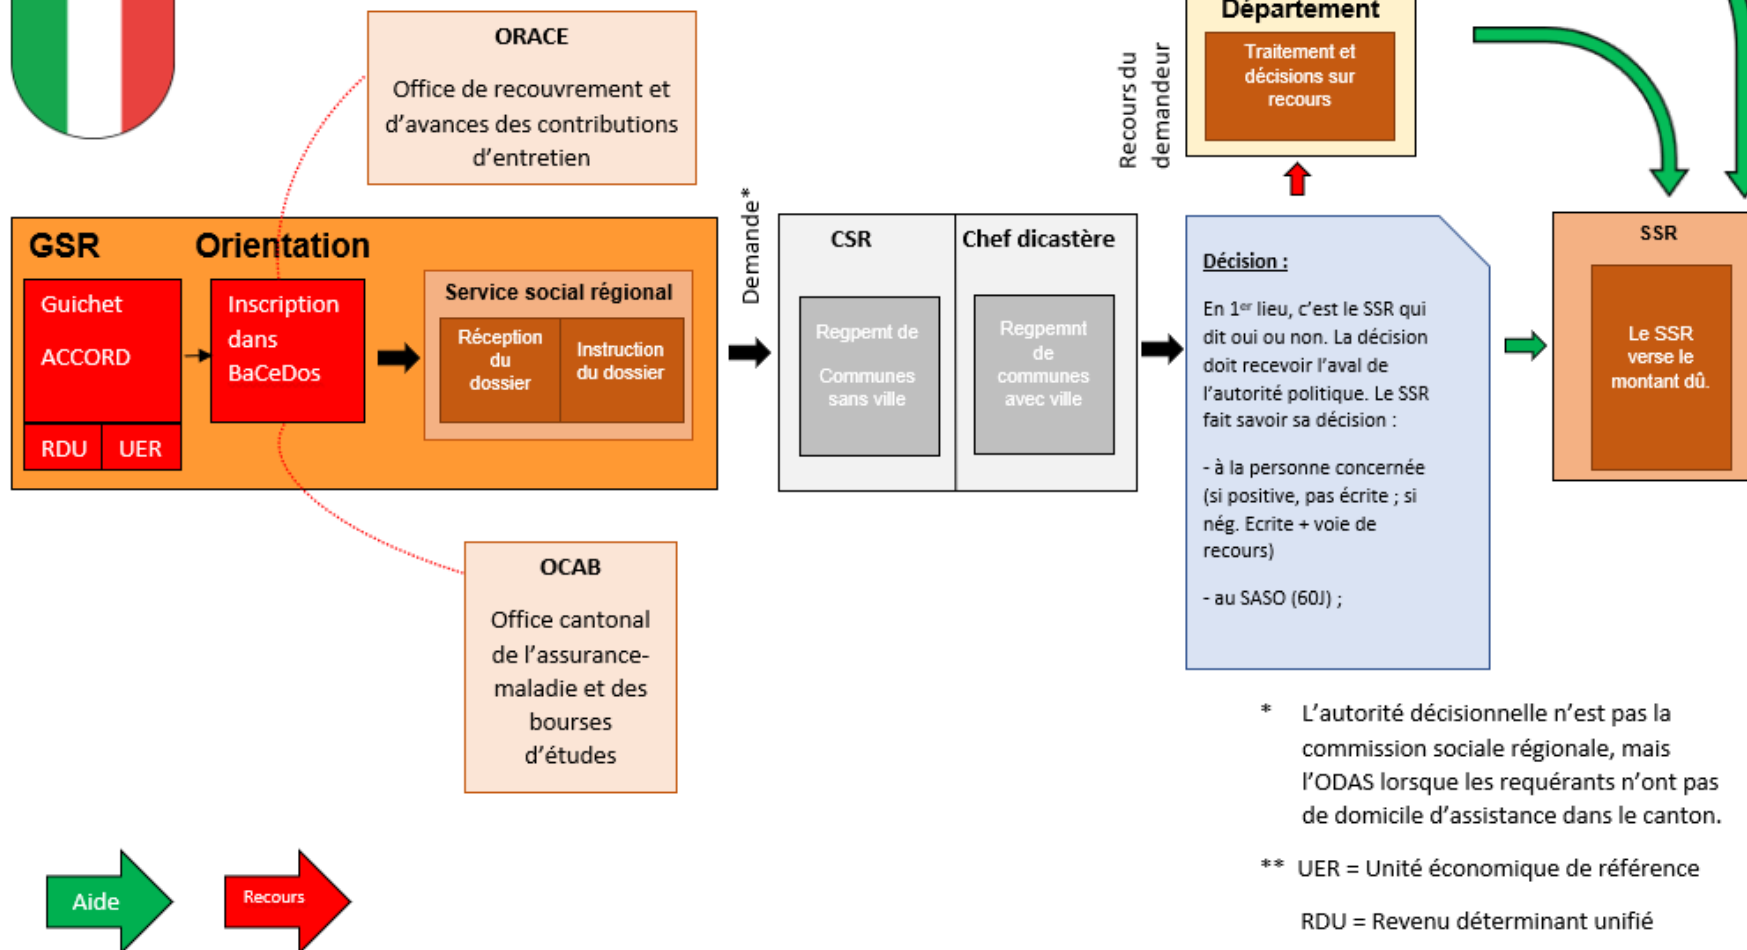 ORACE
Office de recouvrement et
d’avances des contributions
d’entretien
Département
Traitement et
décisions sur
recours
Recours du
demandeur
GSR
Orientation
Guichet
ACCORD
RDU
UER
Inscription
dans
BaCeDos
Service social régional
Réception
du
dossier
Instruction
du dossier
Demande*
CSR
Regpemt de
Communes
sans ville
Chef dicastère
Regpemnt
de
communes
avec ville
Décision :
En 1er lieu, c’est le SSR qui
dit oui ou non. La décision
doit recevoir l’aval de
l’autorité politique. Le SSR
fait savoir sa décision :
- à la personne concernée
(si positive, pas écrite ; si
nég. Ecrite + voie de
recours)
- au SASO (60J) ;
SSR
Le SSR
verse le
montant dû.
OCAB
Office cantonal
de l’assurance-
maladie et des
bourses
d’études
* L’autorité décisionnelle n’est pas la
commission sociale régionale, mais
l’ODAS lorsque les requérants n’ont pas
de domicile d’assistance dans le canton.
** UER = Unité économique de référence
RDU = Revenu déterminant unifié
Aide
Recours